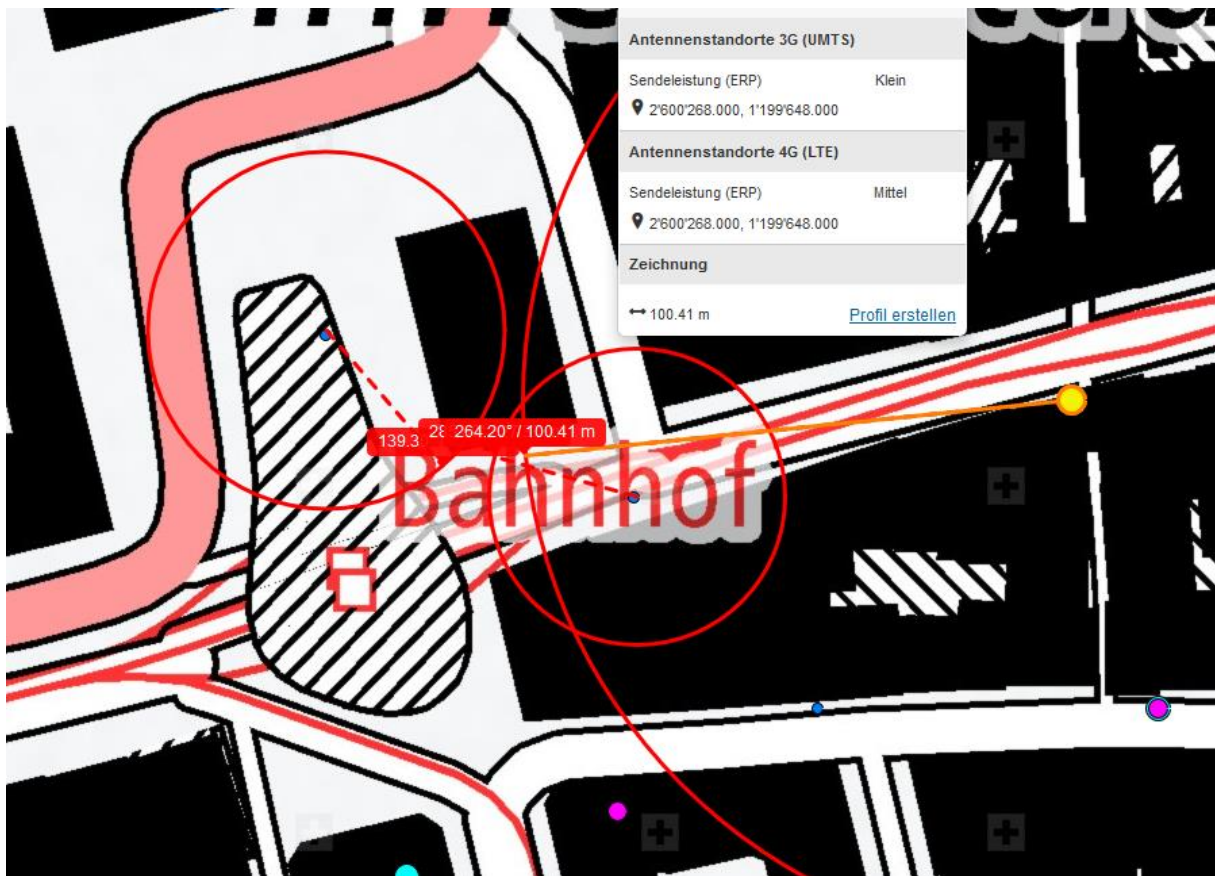 Antennenstandorte 3G (UMTS)
Sendeleistung (ERP) Klein
2'600'268.000, 1'199'648.000
Antennenstandorte 4G (LTE)
Sendeleistung (ERP) Mittel
2'600'268.000, 1'199'648.000
Zeichnung
100.41 m Profil erstellen
139.3 28 264.20° / 100.41 m
Bahnhof